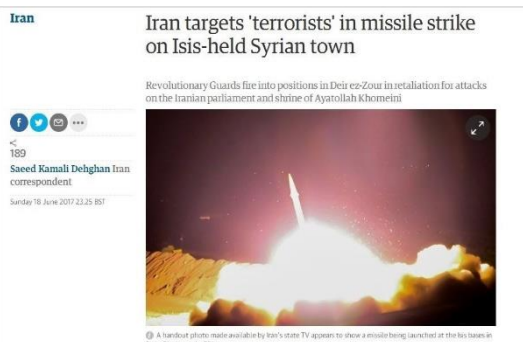 Iran
Iran targets 'terrorists' in missile strike
on Isis-held Syrian town
Revolutionary Guards fire into positions in Deir ez-Zour in retaliation for attacks
on the Iranian parliament and shrine of Ayatollah Khomeini
189
Saeed Kamali Dehghan Iran
correspondent
Sunday 18 June 2017 23.25 BST
A handout photo made available by Iran's state TV appears to show a missile being launched at the Isis bases in